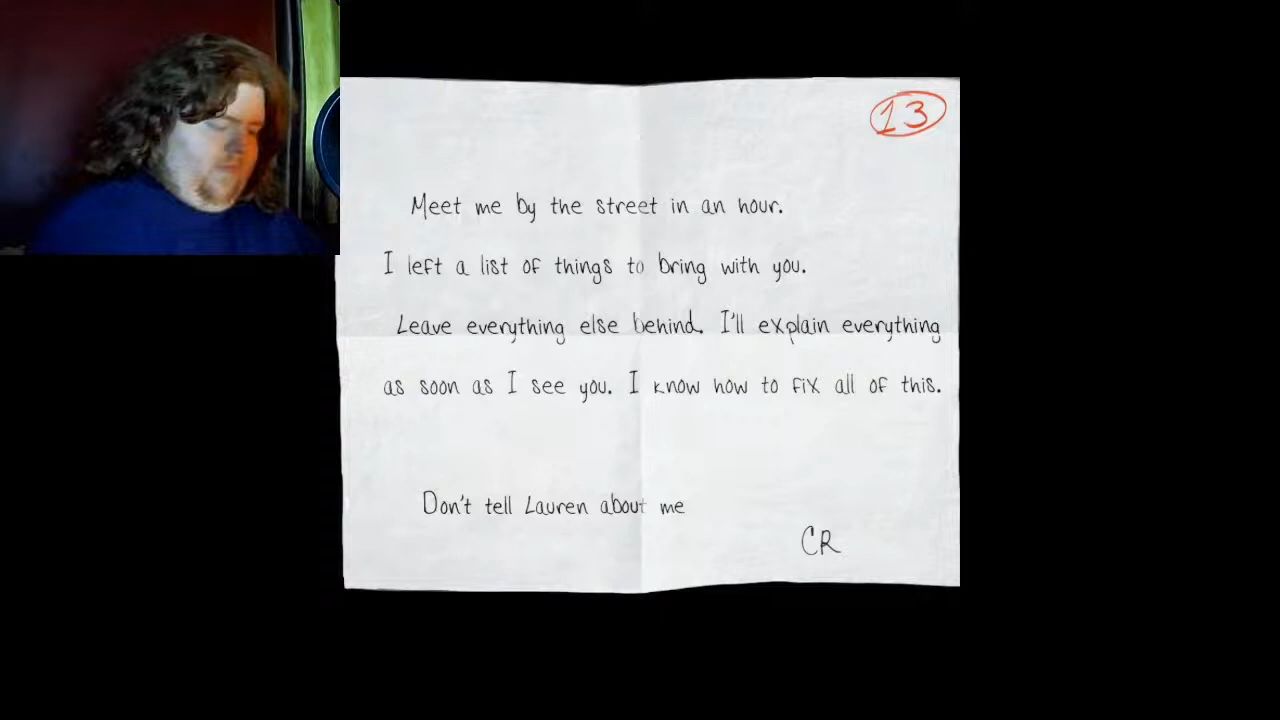 13
Meet me by the street in an hour.
I left a list of things to bring with you.
Leave everything else behind. I'll explain everything
as soon as I see you. I know how to fix all of this.
Don't tell Lauren about me
CR